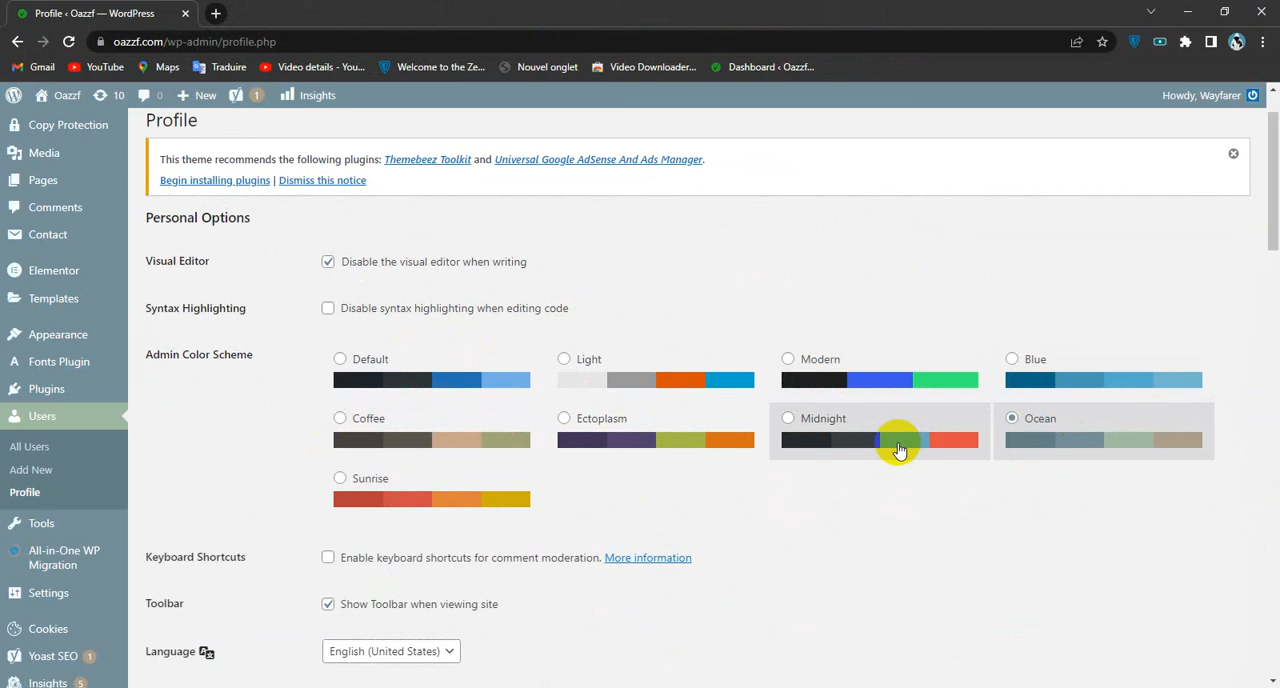 Profile ‹ Oazzf — WordPress
oazzf.com/wp-admin/profile.php
Gmail YouTube Maps Traduire Video details - You... Welcome to the Ze... Nouvel onglet Video Downloader... Dashboard ‹ Oazzf...
Oazzf 10 0 New 1 Insights Howdy, Wayfarer
Copy Protection
Media
Pages
Comments
Contact
Elementor
Templates
Appearance
Fonts Plugin
Plugins
Users
All Users
Add New
Profile
Tools
All-in-One WP
Migration
Settings
Cookies
Yoast SEO 1
Insights 5
Profile
This theme recommends the following plugins: Themebeez Toolkit and Universal Google AdSense And Ads Manager.
Begin installing plugins | Dismiss this notice
Personal Options
Visual Editor Disable the visual editor when writing
Syntax Highlighting Disable syntax highlighting when editing code
Admin Color Scheme Default Light Modern Blue
Coffee Ectoplasm Midnight Ocean
Sunrise
Keyboard Shortcuts Enable keyboard shortcuts for comment moderation. More information
Toolbar Show Toolbar when viewing site
Language English (United States)